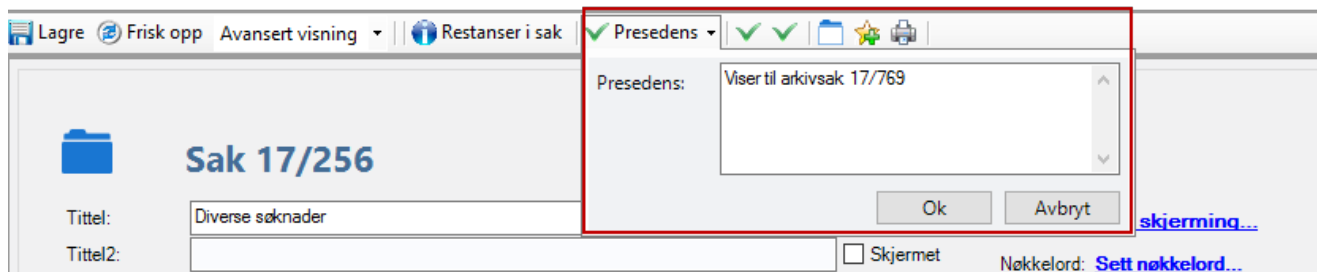 Lagre Frisk opp Avansert visning Restanser i sak Presedens
Presedens: Viser til arkivsak 17/769
Sak 17/256
Ok Avbryt
Tittel: Diverse søknader skjerming...
Tittel2: Skjermet Nøkkelord: Sett nøkkelord...